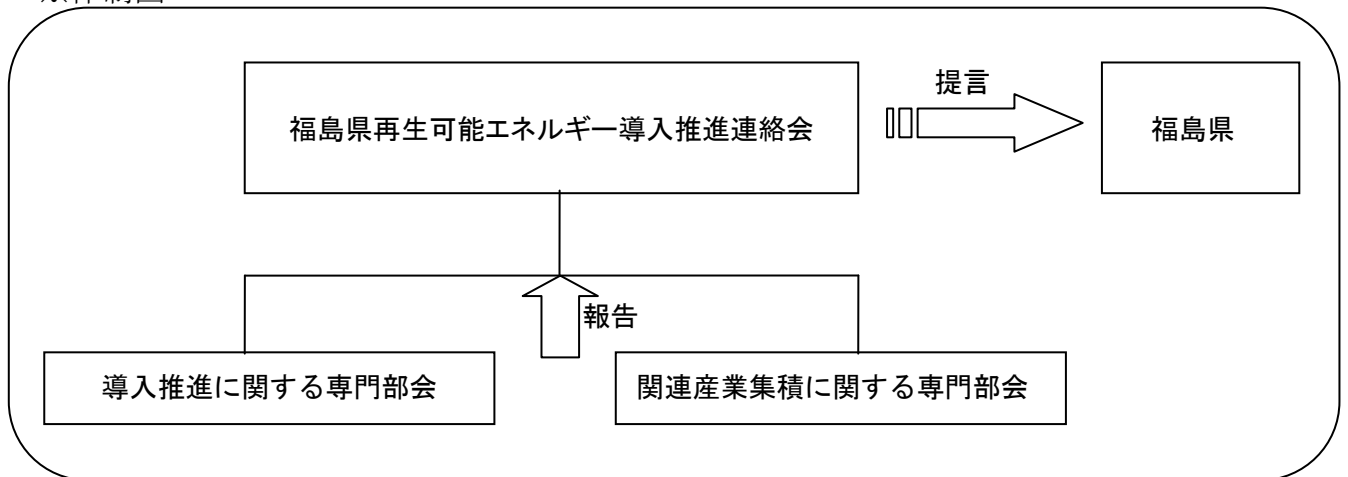 提言
福島県再生可能エネルギー導入推進連絡会
福島県
報告
導入推進に関する専門部会
関連産業集積に関する専門部会